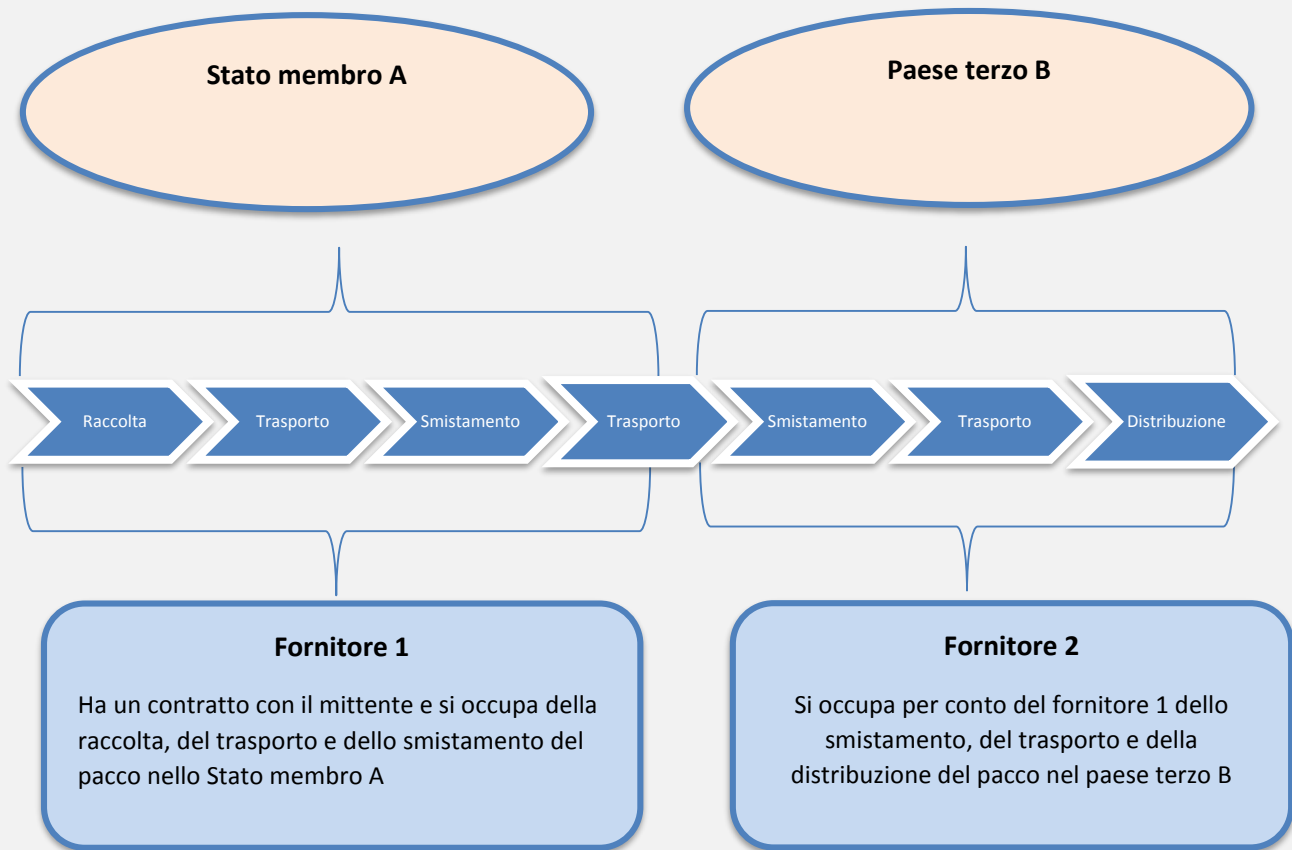 Stato membro A
Paese terzo B
Raccolta
Trasporto
Smistamento
Trasporto
Smistamento
Trasporto
Distribuzione
Fornitore 1
Ha un contratto con il mittente e si occupa della
raccolta, del trasporto e dello smistamento del
pacco nello Stato membro A
Fornitore 2
Si occupa per conto del fornitore 1 dello
smistamento, del trasporto e della
distribuzione del pacco nel paese terzo B